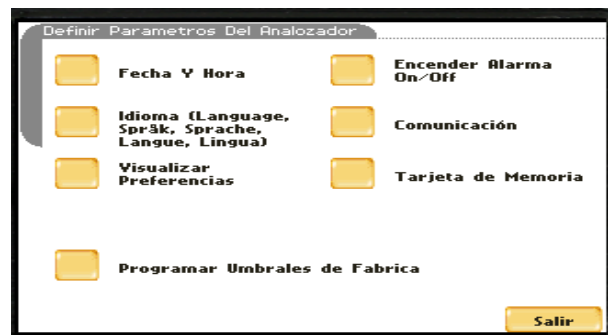 Definir Parametros Del Analozador
Fecha Y Hora
Encender Alarma
On/Off
Idioma (Language,
Spräk, Sprache,
Langue, Lingua)
Comunicación
Visualizar
Preferencias
Tarjeta de Memoria
Programar Umbrales de Fabrica
Salir